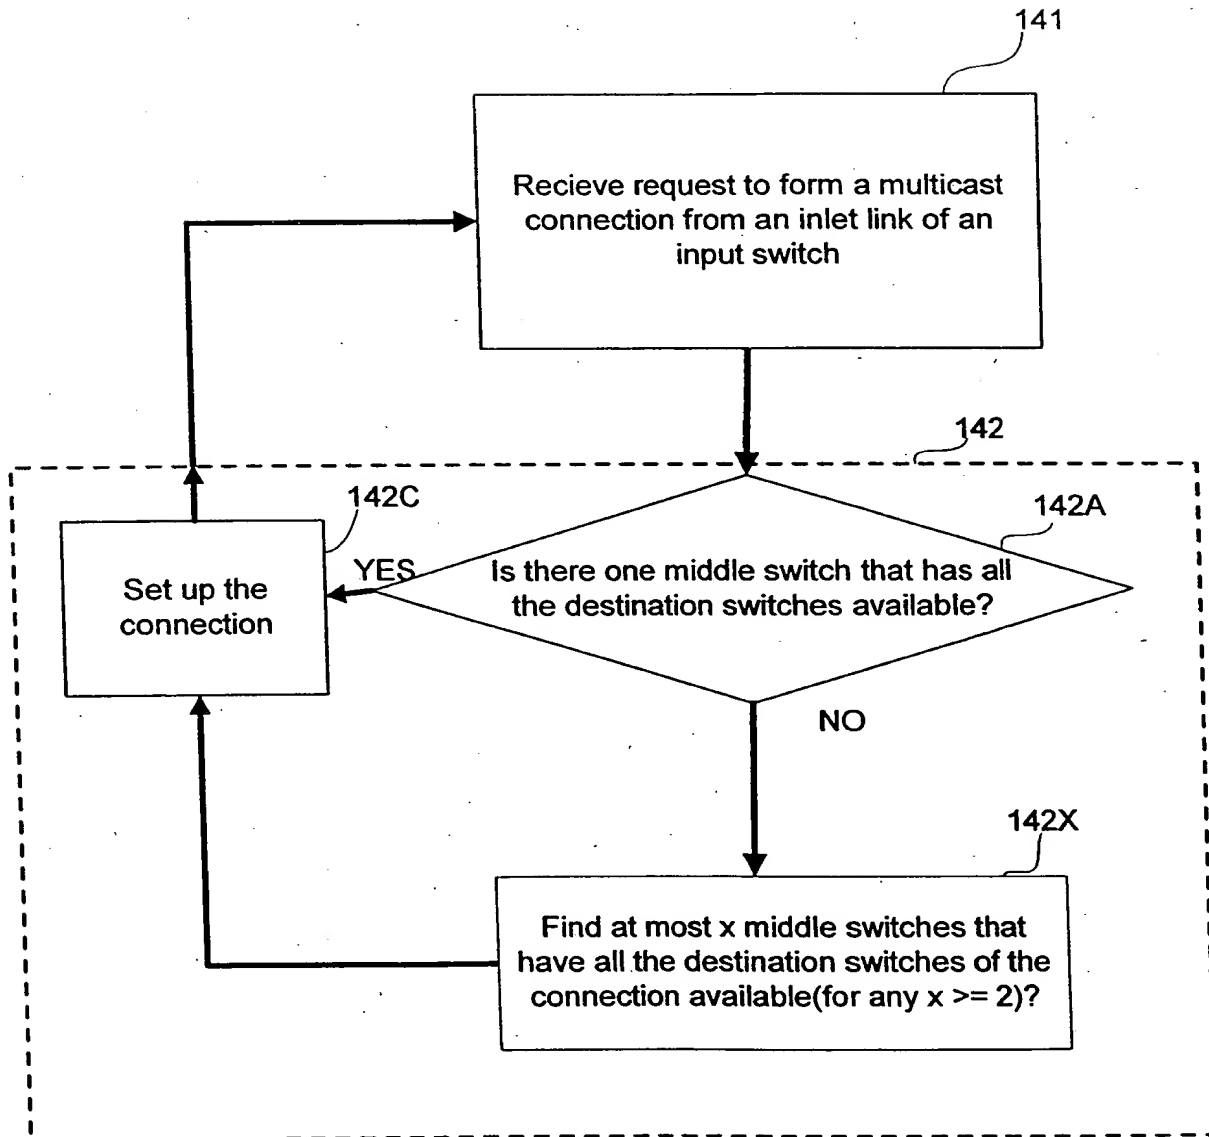 141
Recieve request to form a multicast
connection from an inlet link of an
input switch
142
142C
142A
YES
Set up the
connection
Is there one middle switch that has all
the destination switches available?
NO
142X
Find at most x middle switches that
have all the destination switches of the
connection available(for any x >= 2)?